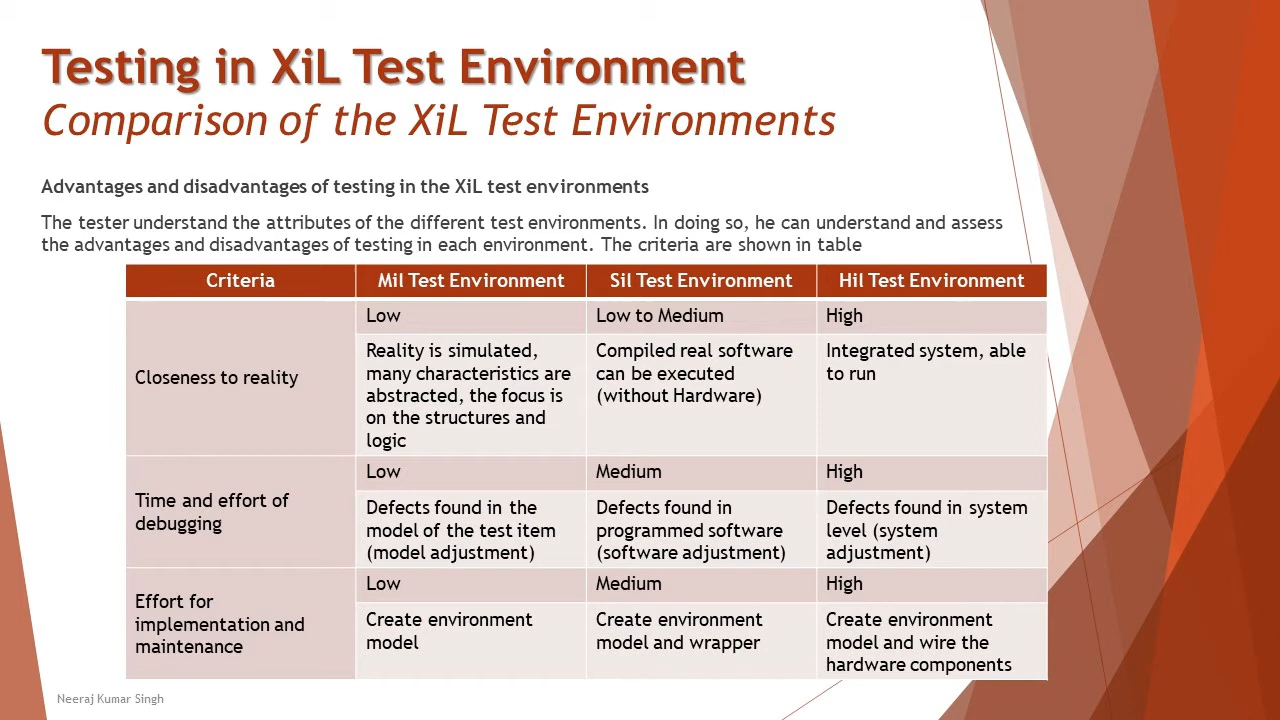 Testing in XiL Test Environment
Comparison of the XiL Test Environments
Advantages and disadvantages of testing in the XiL test environments
The tester understand the attributes of the different test environments. In doing so, he can understand and assess
the advantages and disadvantages of testing in each environment. The criteria are shown in table
Criteria
Mil Test Environment
Sil Test Environment
Hil Test Environment
Closeness to reality
Low
Low to Medium
High
Reality is simulated,
many characteristics are
abstracted, the focus is
on the structures and
logic
Compiled real software
can be executed
(without Hardware)
Integrated system, able
to run
Time and effort of
debugging
Low
Medium
High
Defects found in the
model of the test item
(model adjustment)
Defects found in
programmed software
(software adjustment)
Defects found in system
level (system
adjustment)
Effort for
implementation and
maintenance
Low
Medium
High
Create environment
model
Create environment
model and wrapper
Create environment
model and wire the
hardware components
Neeraj Kumar Singh